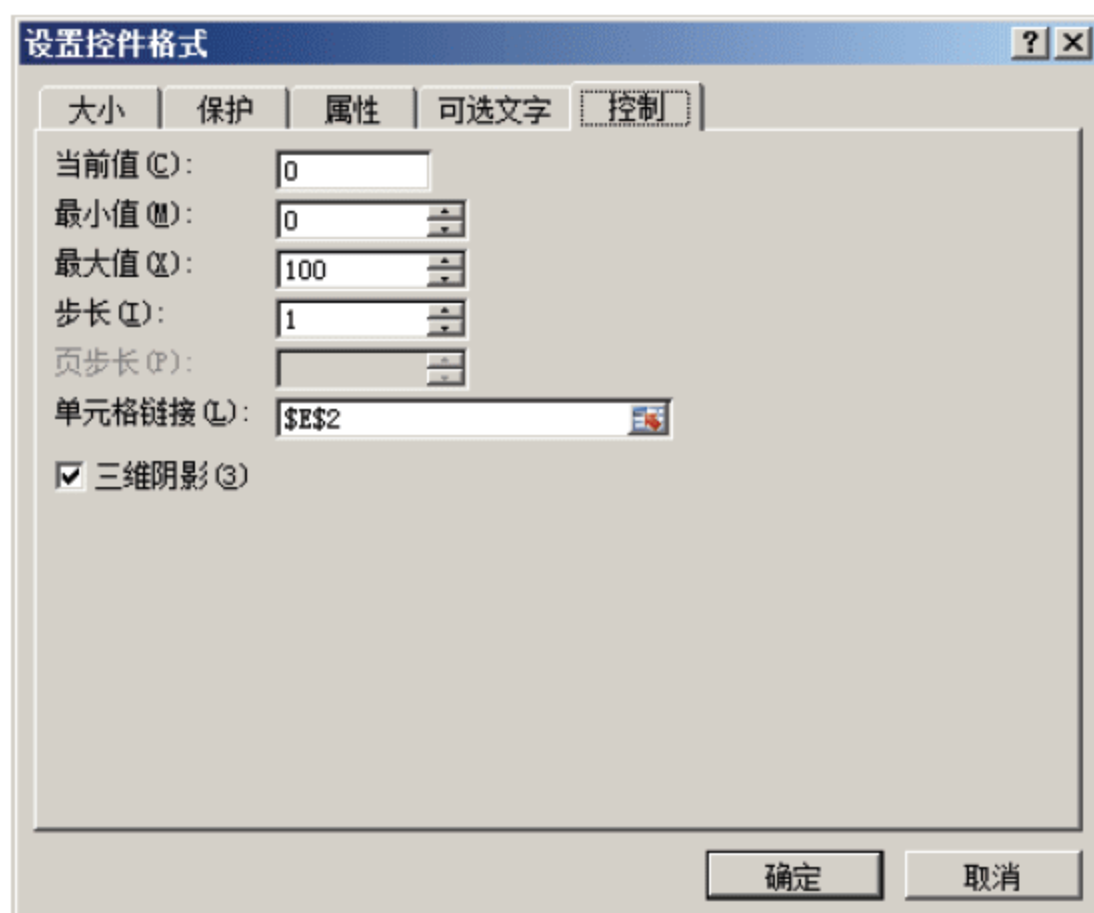 设置控件格式
大小 保护 属性 可选文字 控制
当前值(C): 0
最小值(M): 0
最大值(X): 100
步长(I): 1
页步长(P):
单元格链接(L): $E$2
三维阴影(3)
确定 取消